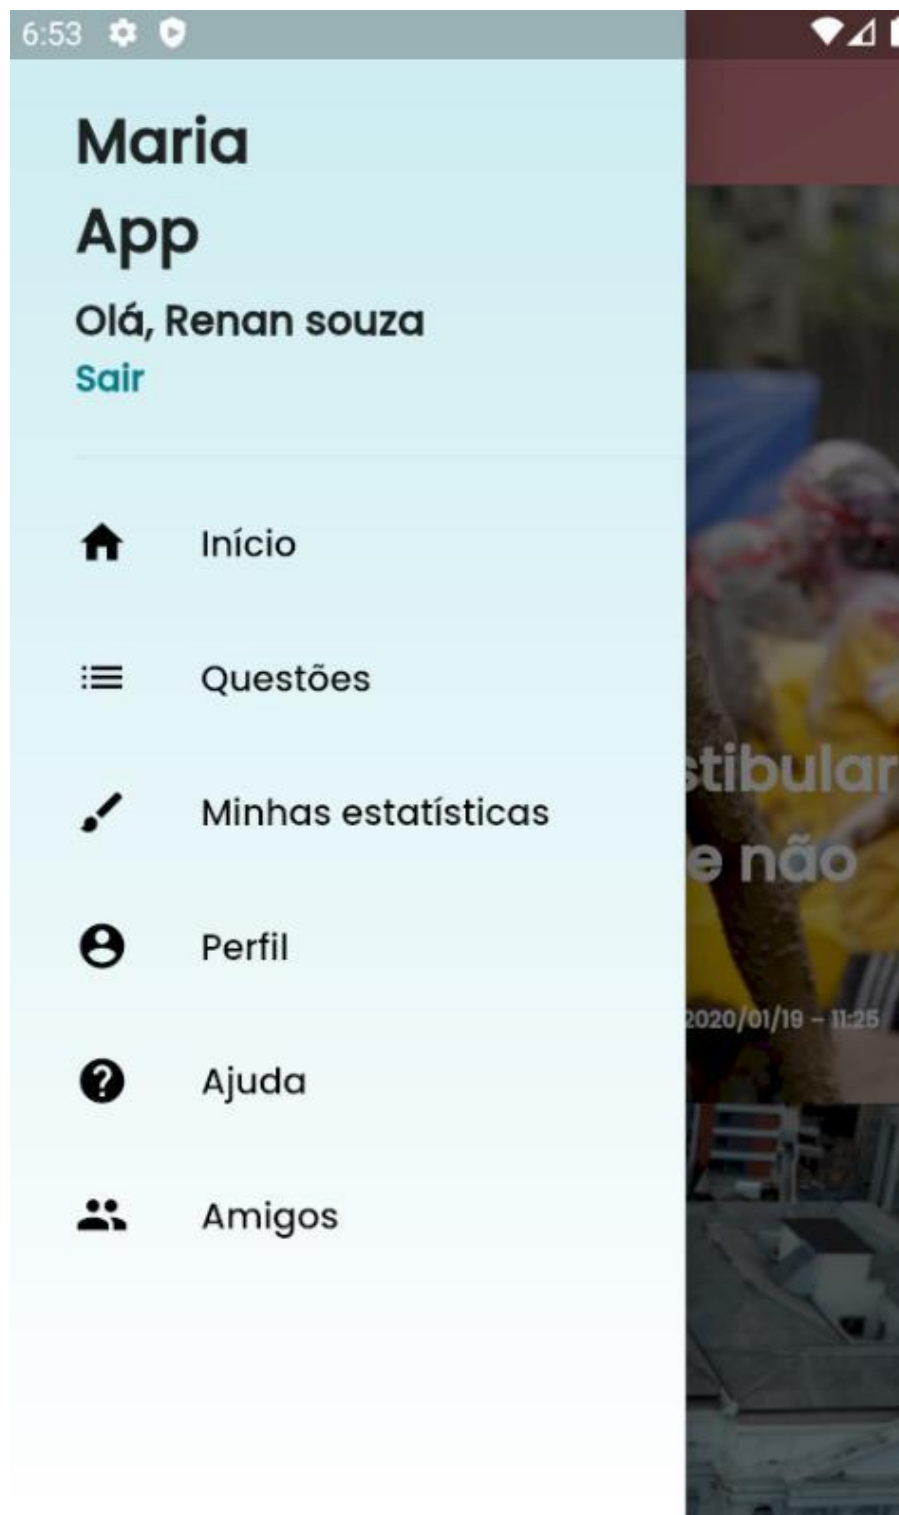 6:53
Maria
App
Olá, Renan souza
Sair
Início
Questões
Minhas estatísticas
Perfil
Ajuda
Amigos
stibular
e não
2020/01/19 – 11:25